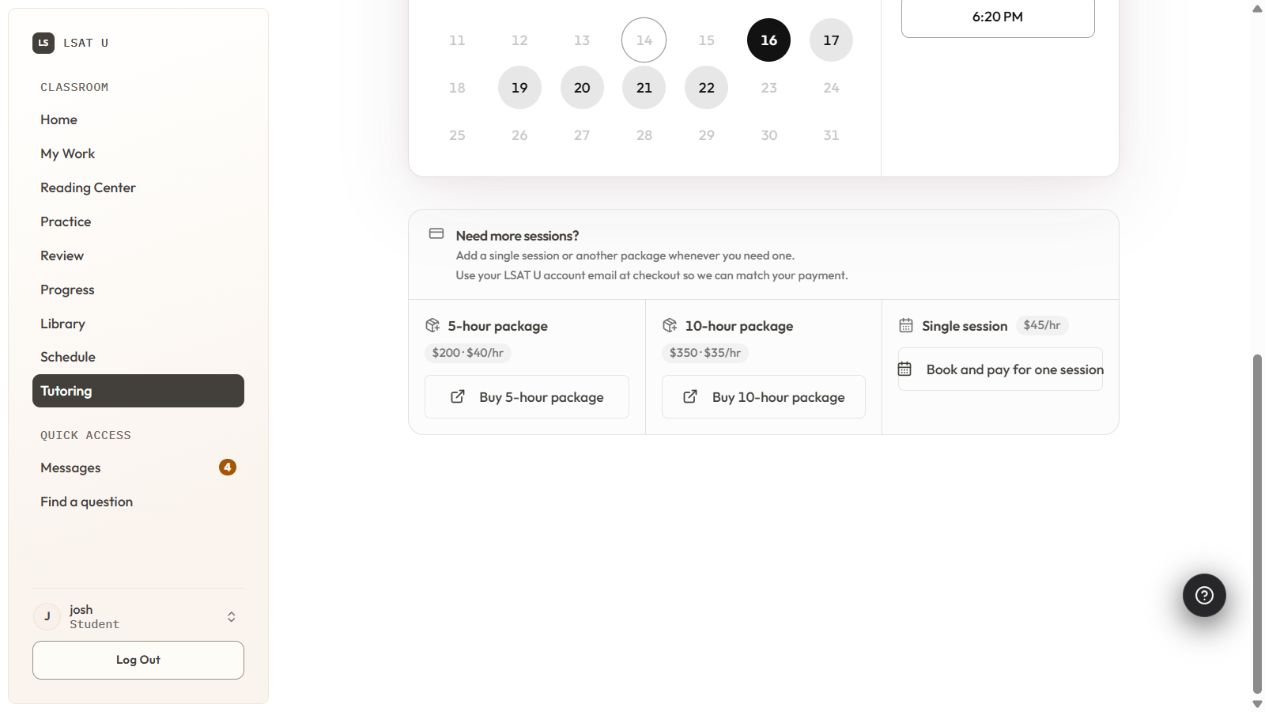 LS LSAT U
CLASSROOM
Home
My Work
Reading Center
Practice
Review
Progress
Library
Schedule
Tutoring
QUICK ACCESS
Messages 4
Find a question
J josh
Student
Log Out
6:20 PM
11 12 13 14 15 16 17
18 19 20 21 22 23 24
25 26 27 28 29 30 31
Need more sessions?
Add a single session or another package whenever you need one.
Use your LSAT U account email at checkout so we can match your payment.
5-hour package
$200 · $40/hr
Buy 5-hour package
10-hour package
$350 · $35/hr
Buy 10-hour package
Single session $45/hr
Book and pay for one session